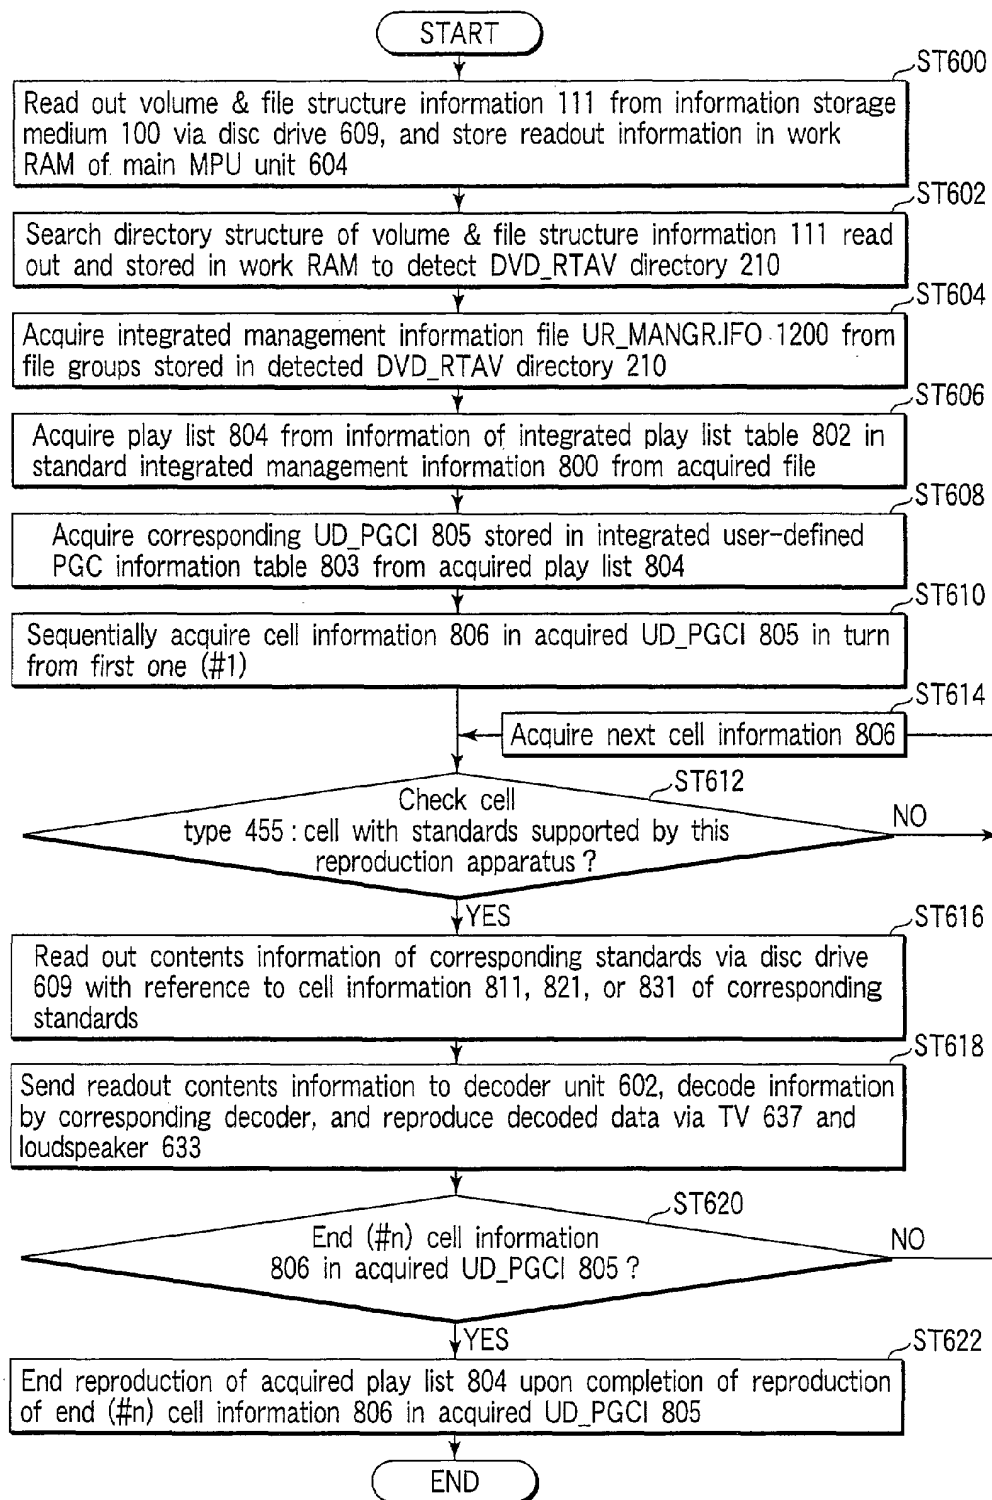 START
ST600
Read out volume & file structure information 111 from information storage
medium 100 via disc drive 609, and store readout information in work
RAM of main MPU unit 604
ST602
Search directory structure of volume & file structure information 111 read
out and stored in work RAM to detect DVD_RTAV directory 210
ST604
Acquire integrated management information file UR_MANGR.IFO 1200 from
file groups stored in detected DVD_RTAV directory 210
ST606
Acquire play list 804 from information of integrated play list table 802 in
standard integrated management information 800 from acquired file
ST608
Acquire corresponding UD_PGCI 805 stored in integrated user-defined
PGC information table 803 from acquired play list 804
ST610
Sequentially acquire cell information 806 in acquired UD_PGCI 805 in turn
from first one (#1)
ST614
Acquire next cell information 806
ST612
Check cell
type 455 : cell with standards supported by this
reproduction apparatus ?
NO
YES
ST616
Read out contents information of corresponding standards via disc drive
609 with reference to cell information 811, 821, or 831 of corresponding
standards
ST618
Send readout contents information to decoder unit 602, decode information
by corresponding decoder, and reproduce decoded data via TV 637 and
loudspeaker 633
ST620
End (#n) cell information
806 in acquired UD_PGCI 805 ?
NO
YES
ST622
End reproduction of acquired play list 804 upon completion of reproduction
of end (#n) cell information 806 in acquired UD_PGCI 805
END